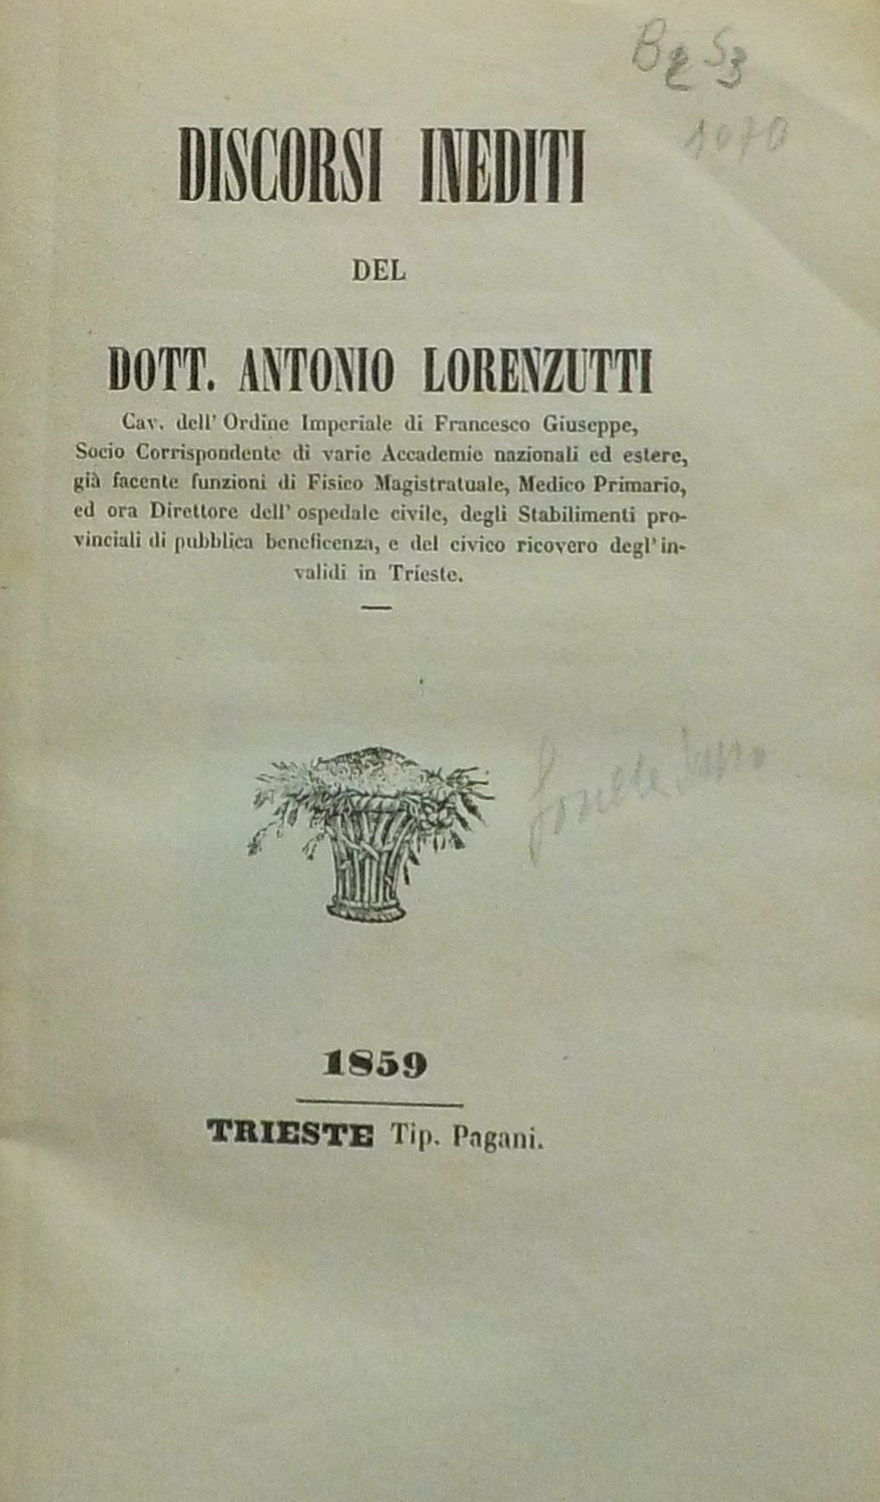 B2 S3
1070
DISCORSI INEDITI
DEL
DOTT. ANTONIO LORENZUTTI
Cav. dell' Ordine Imperiale di Francesco Giuseppe,
Socio Corrispondente di varie Accademie nazionali ed estere,
già facente funzioni di Fisico Magistratuale, Medico Primario,
ed ora Direttore dell' ospedale civile, degli Stabilimenti pro-
vinciali di pubblica beneficenza, e del civico ricovero degl' in-
validi in Trieste.
1859
TRIESTE Tip. Pagani.